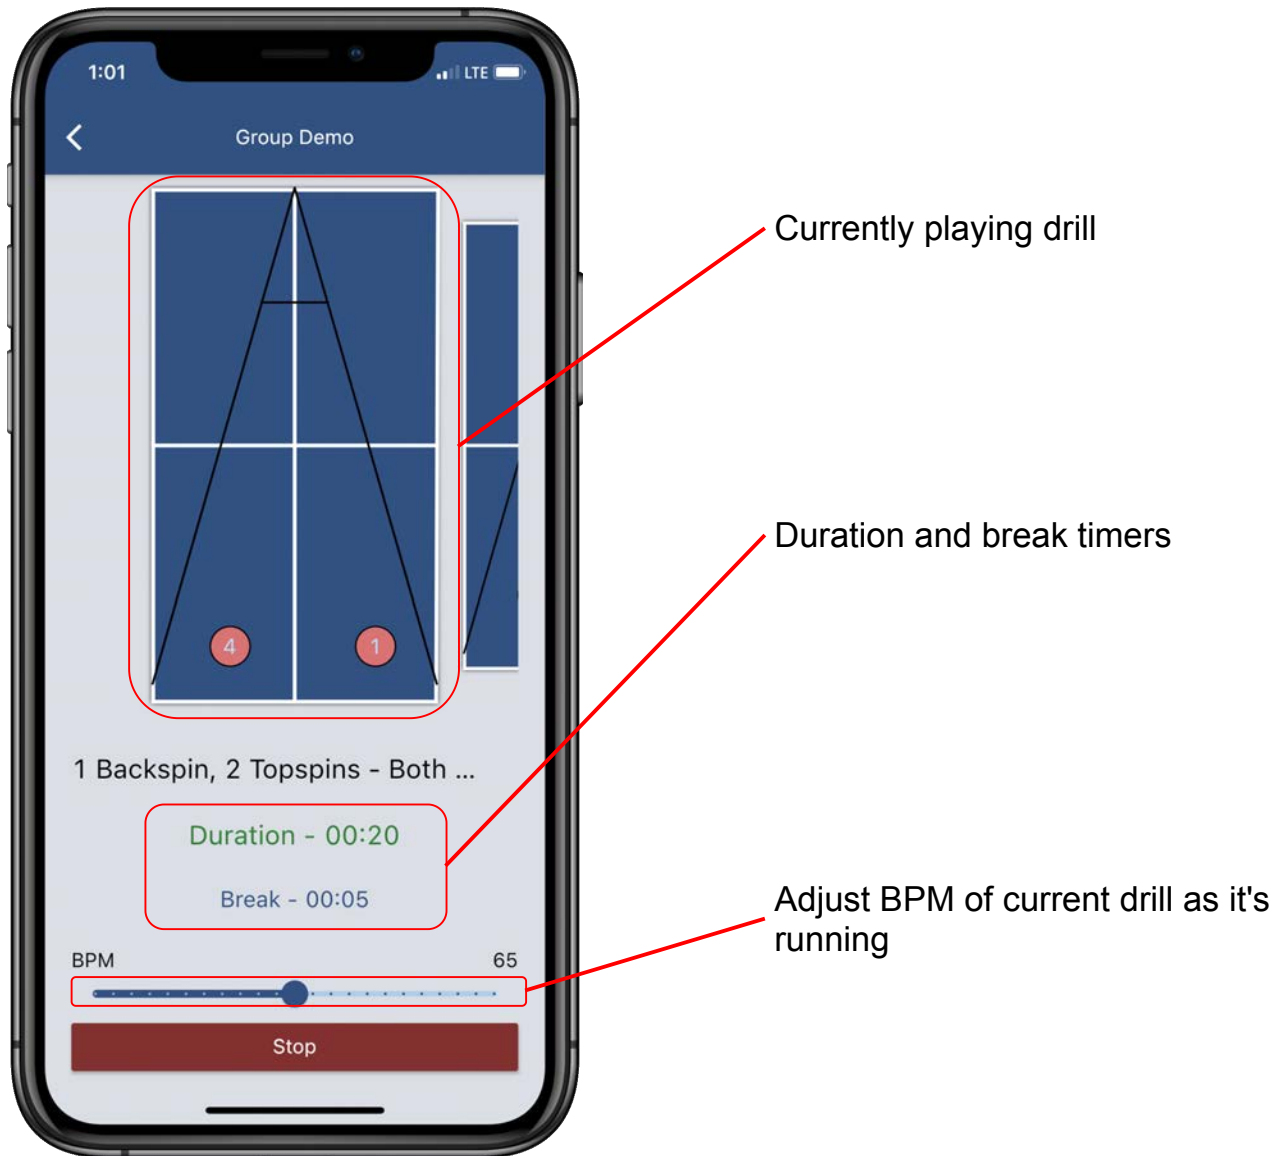 1:01
LTE
Group Demo
Currently playing drill
Duration and break timers
4
1
1 Backspin, 2 Topspins - Both ...
Duration - 00:20
Break - 00:05
Adjust BPM of current drill as it's
running
BPM
65
Stop